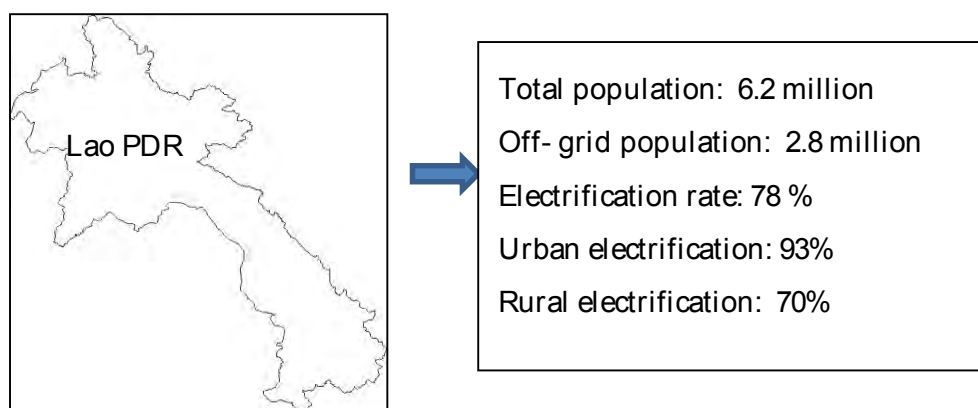 Lao PDR
Total population: 6.2 million
Off- grid population: 2.8 million
Electrification rate: 78 %
Urban electrification: 93%
Rural electrification: 70%